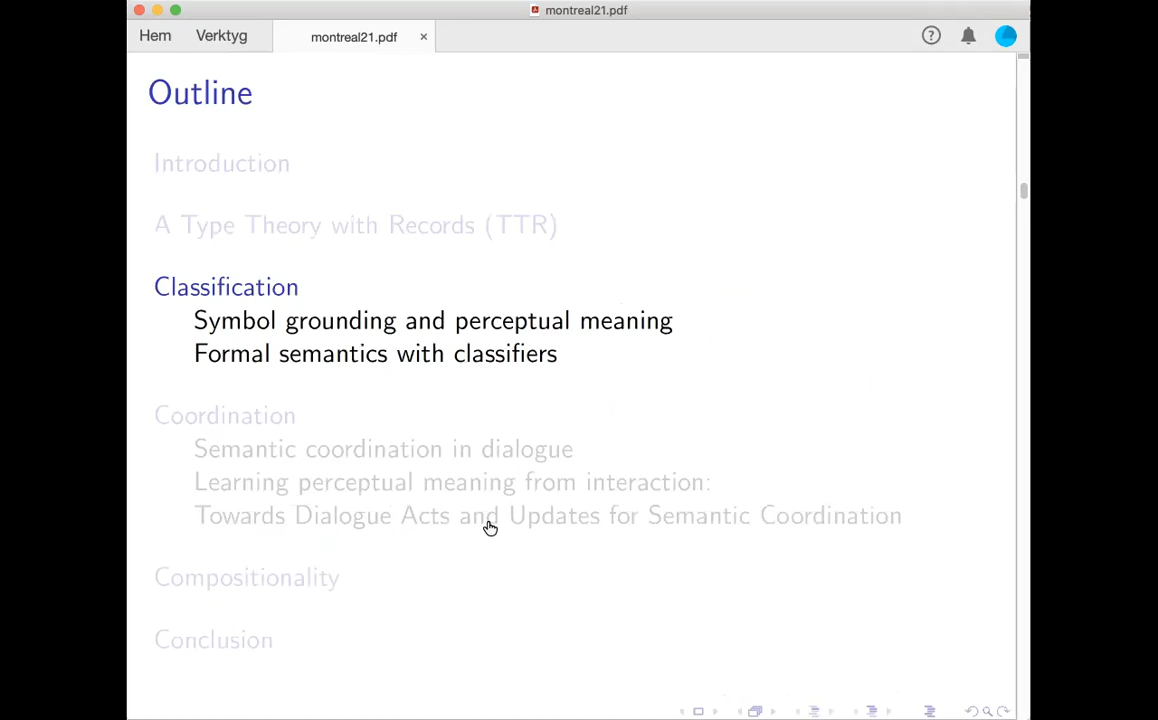 montreal21.pdf
Hem Verktyg montreal21.pdf ×
Outline
Introduction
A Type Theory with Records (TTR)
Classification
Symbol grounding and perceptual meaning
Formal semantics with classifiers
Coordination
Semantic coordination in dialogue
Learning perceptual meaning from interaction:
Towards Dialogue Acts and Updates for Semantic Coordination
Compositionality
Conclusion